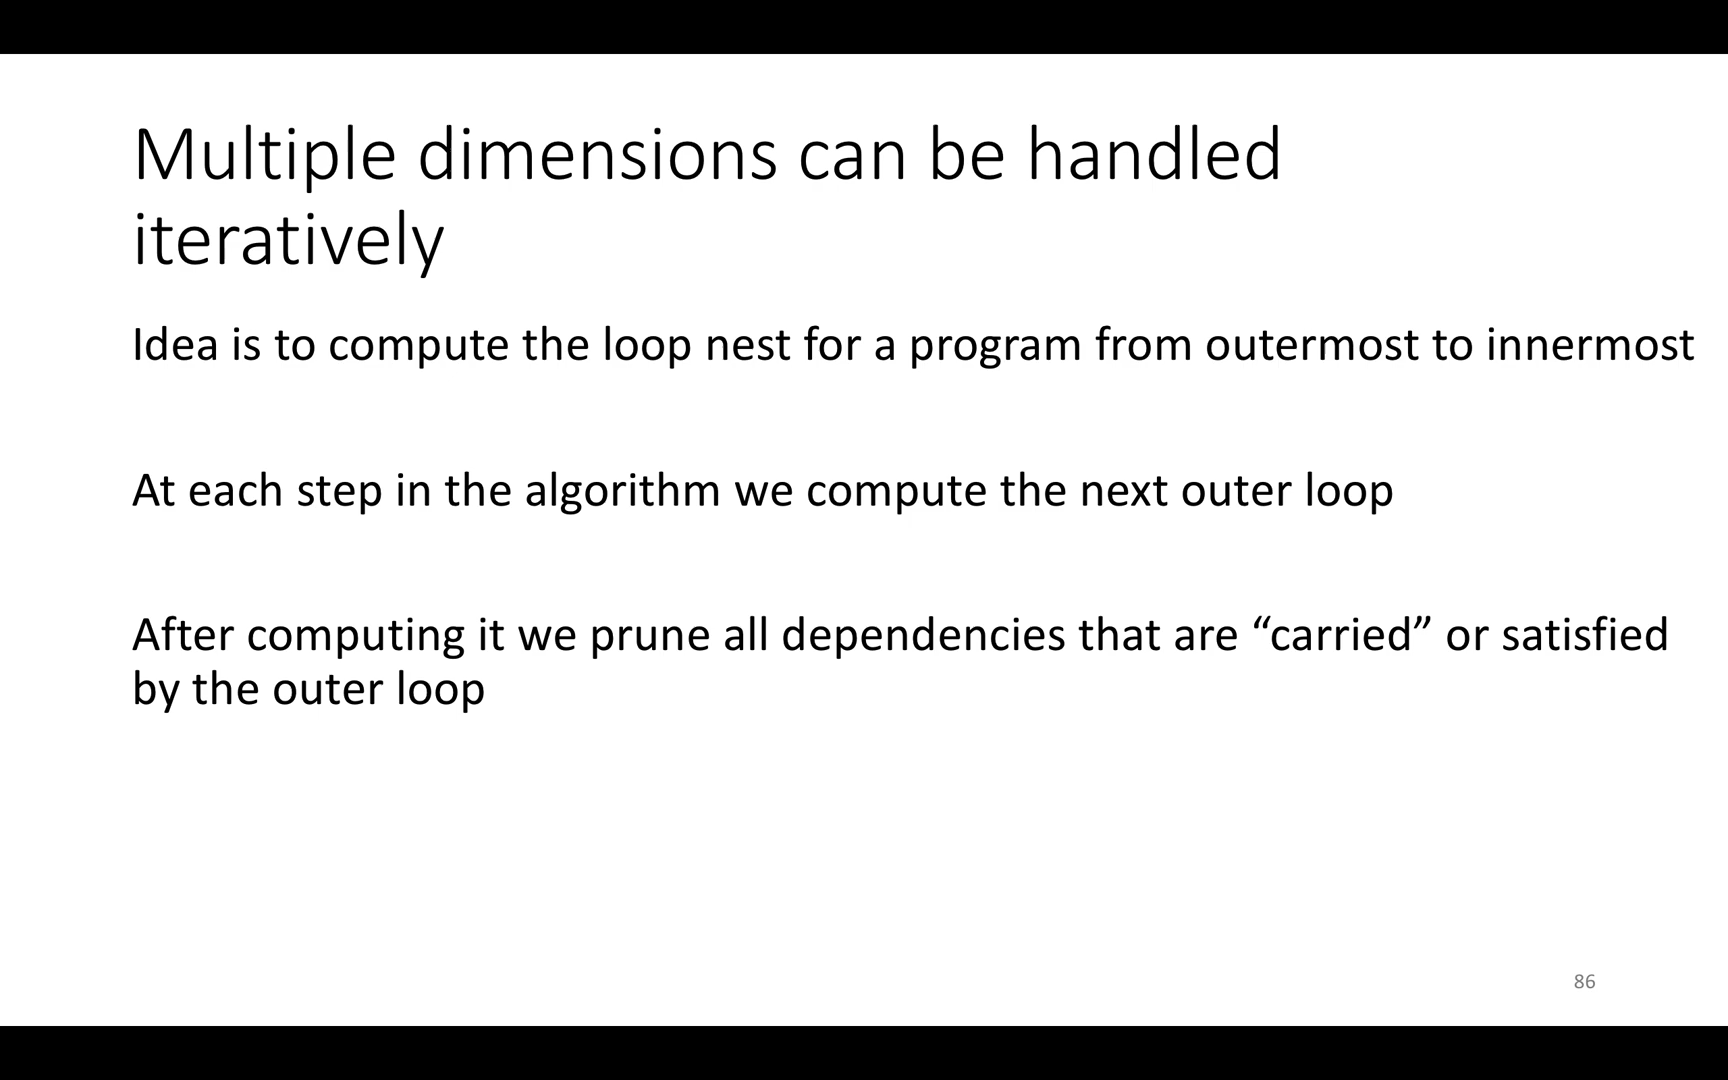 Multiple dimensions can be handled
iteratively
Idea is to compute the loop nest for a program from outermost to innermost
At each step in the algorithm we compute the next outer loop
After computing it we prune all dependencies that are “carried” or satisfied
by the outer loop
86